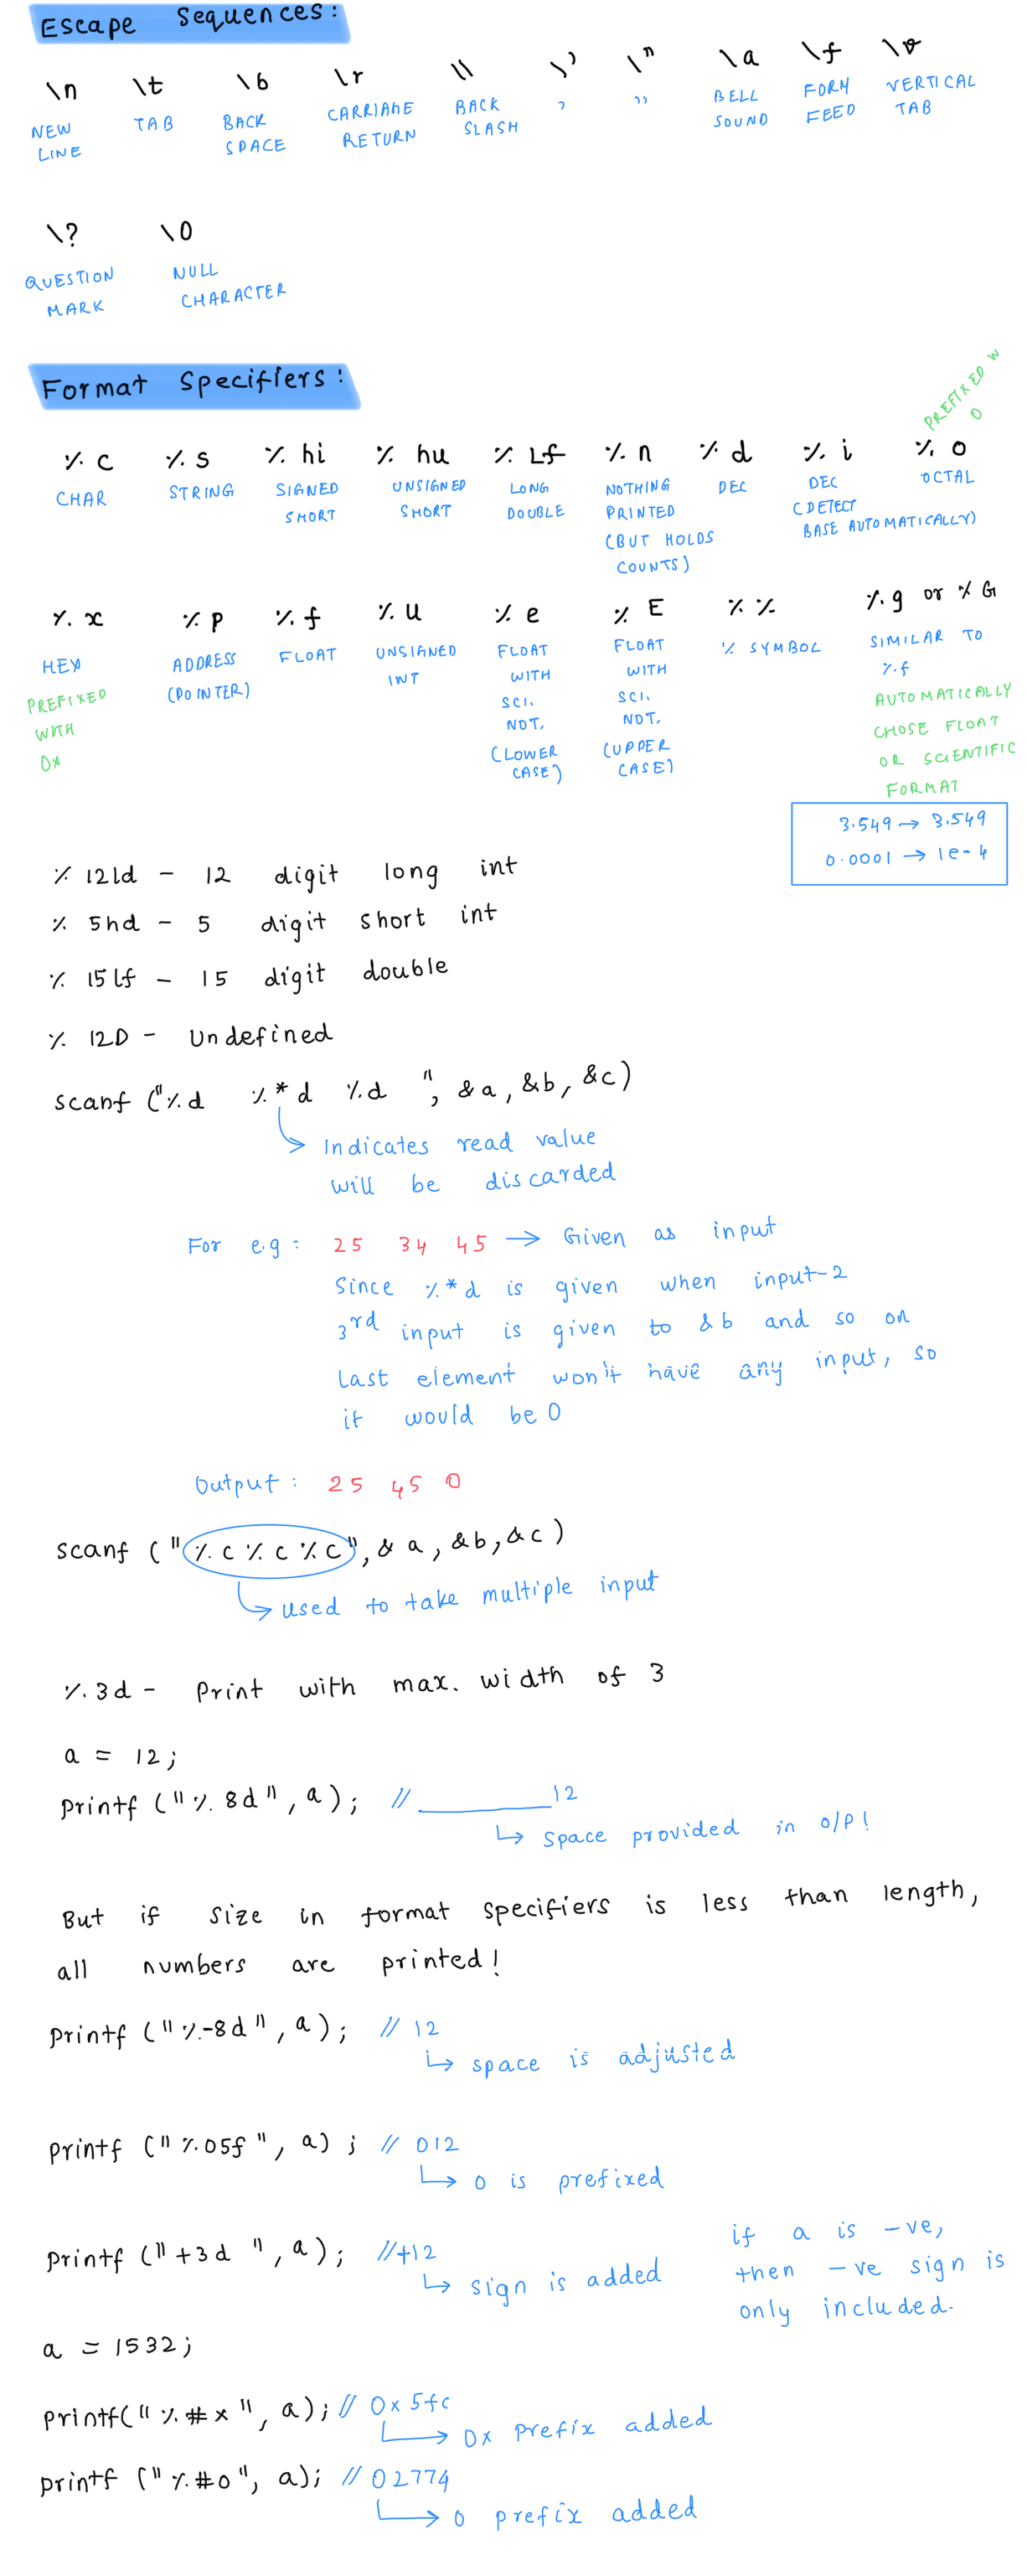 Escape Sequences:
\n \t \b \r \\ \' \" \a \f \v
NEW LINE TAB BACK SPACE CARRIAGE RETURN BACK SLASH ' " BELL SOUND FORM FEED VERTICAL TAB
\? \0
QUESTION MARK NULL CHARACTER
Format Specifiers:
PREFIXED W 0
%c %s %hi %hu %Lf %n %d %i %o
CHAR STRING SIGNED SHORT UNSIGNED SHORT LONG DOUBLE NOTHING PRINTED (BUT HOLDS COUNTS) DEC DEC (DETECT BASE AUTOMATICALLY) OCTAL
%x %p %f %u %e %E %% %g or %G
HEX ADDRESS (POINTER) FLOAT UNSIGNED INT FLOAT WITH SCI. NOT. (LOWER CASE) FLOAT WITH SCI. NOT. (UPPER CASE) % SYMBOL SIMILAR TO %f
PREFIXED WITH 0x
AUTOMATICALLY CHOSE FLOAT OR SCIENTIFIC FORMAT
3.549 → 3.549
0.0001 → 1e-4
%12ld - 12 digit long int
%5hd - 5 digit short int
%15lf - 15 digit double
%12D - Undefined
scanf ("%d %*d %d ", &a, &b, &c)
Indicates read value
will be discarded
For e.g : 25 34 45 → Given as input
Since %*d is given when input-2
3rd input is given to &b and so on
Last element won't have any input, so
it would be 0
Output : 25 45 0
scanf ("%c%c%c", &a, &b, &c)
used to take multiple input
%3d - Print with max. width of 3
a = 12;
printf ("%8d", a); // ________12
space provided in O/P!
But if size in format specifiers is less than length,
all numbers are printed!
printf ("%-8d", a); // 12
space is adjusted
printf ("%05f", a); // 012
0 is prefixed
printf ("+3d ", a); //+12
sign is added
if a is -ve,
then -ve sign is
only included.
a = 1532;
printf("%#x", a); // 0x5fc
0x prefix added
printf ("%#o", a); // 02774
0 prefix added